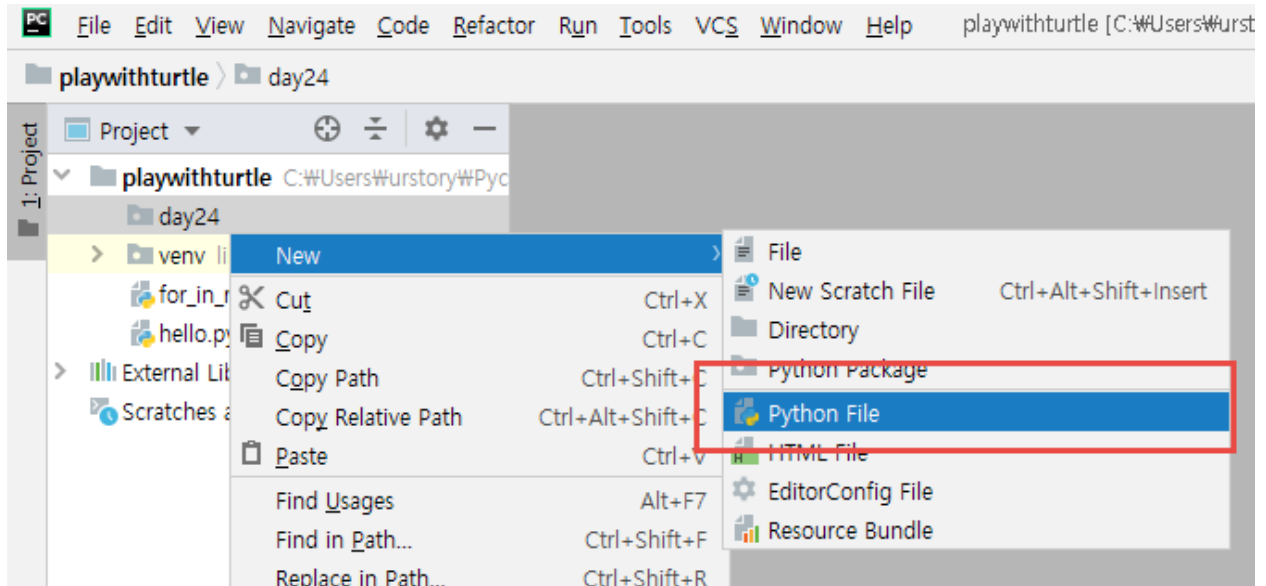 PC File Edit View Navigate Code Refactor Run Tools VCS Window Help playwithturtle [C:₩Users₩urst
playwithturtle day24
1: Project
Project
playwithturtle C:₩Users₩urstory₩Pyc
day24
venv li
for_in_r
hello.py
External Lib
Scratches a
New
Cut Ctrl+X
Copy Ctrl+C
Copy Path Ctrl+Shift+C
Copy Relative Path Ctrl+Alt+Shift+C
Paste Ctrl+V
Find Usages Alt+F7
Find in Path... Ctrl+Shift+F
Replace in Path... Ctrl+Shift+R
File
New Scratch File Ctrl+Alt+Shift+Insert
Directory
Python Package
Python File
HTML File
EditorConfig File
Resource Bundle